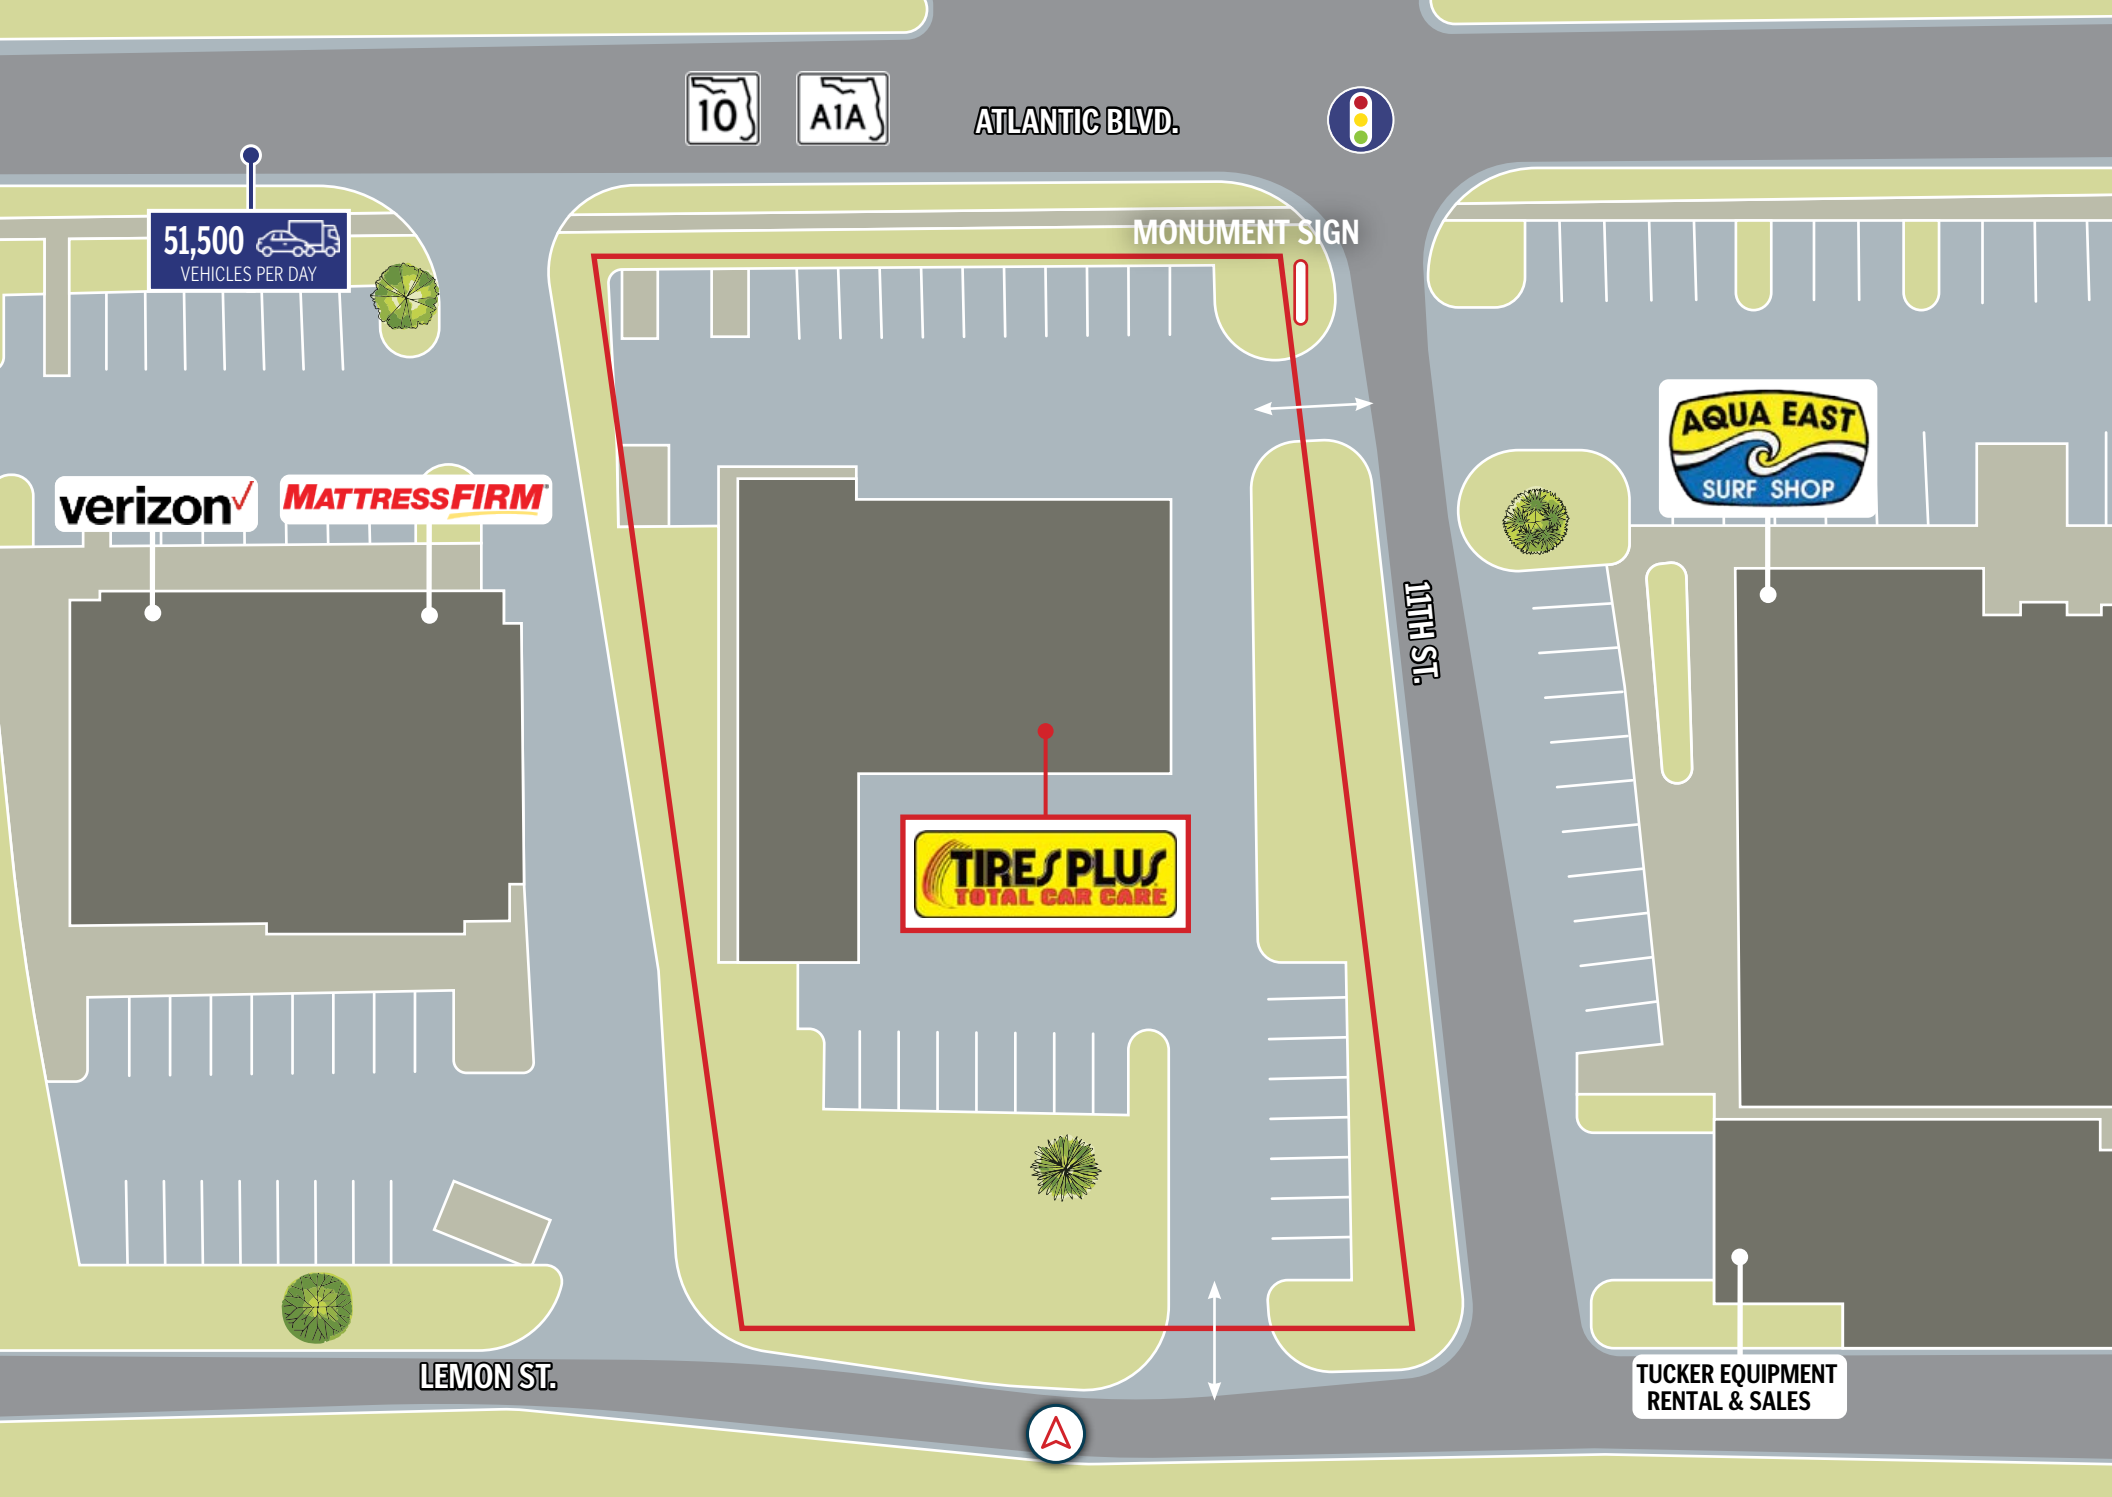 10
A1A
ATLANTIC BLVD.
51,500
VEHICLES PER DAY
MONUMENT SIGN
AQUA EAST
SURF SHOP
verizon
MATTRESSFIRM
11TH ST.
TIRES PLUS
TOTAL CAR CARE
LEMON ST.
TUCKER EQUIPMENT
RENTAL & SALES